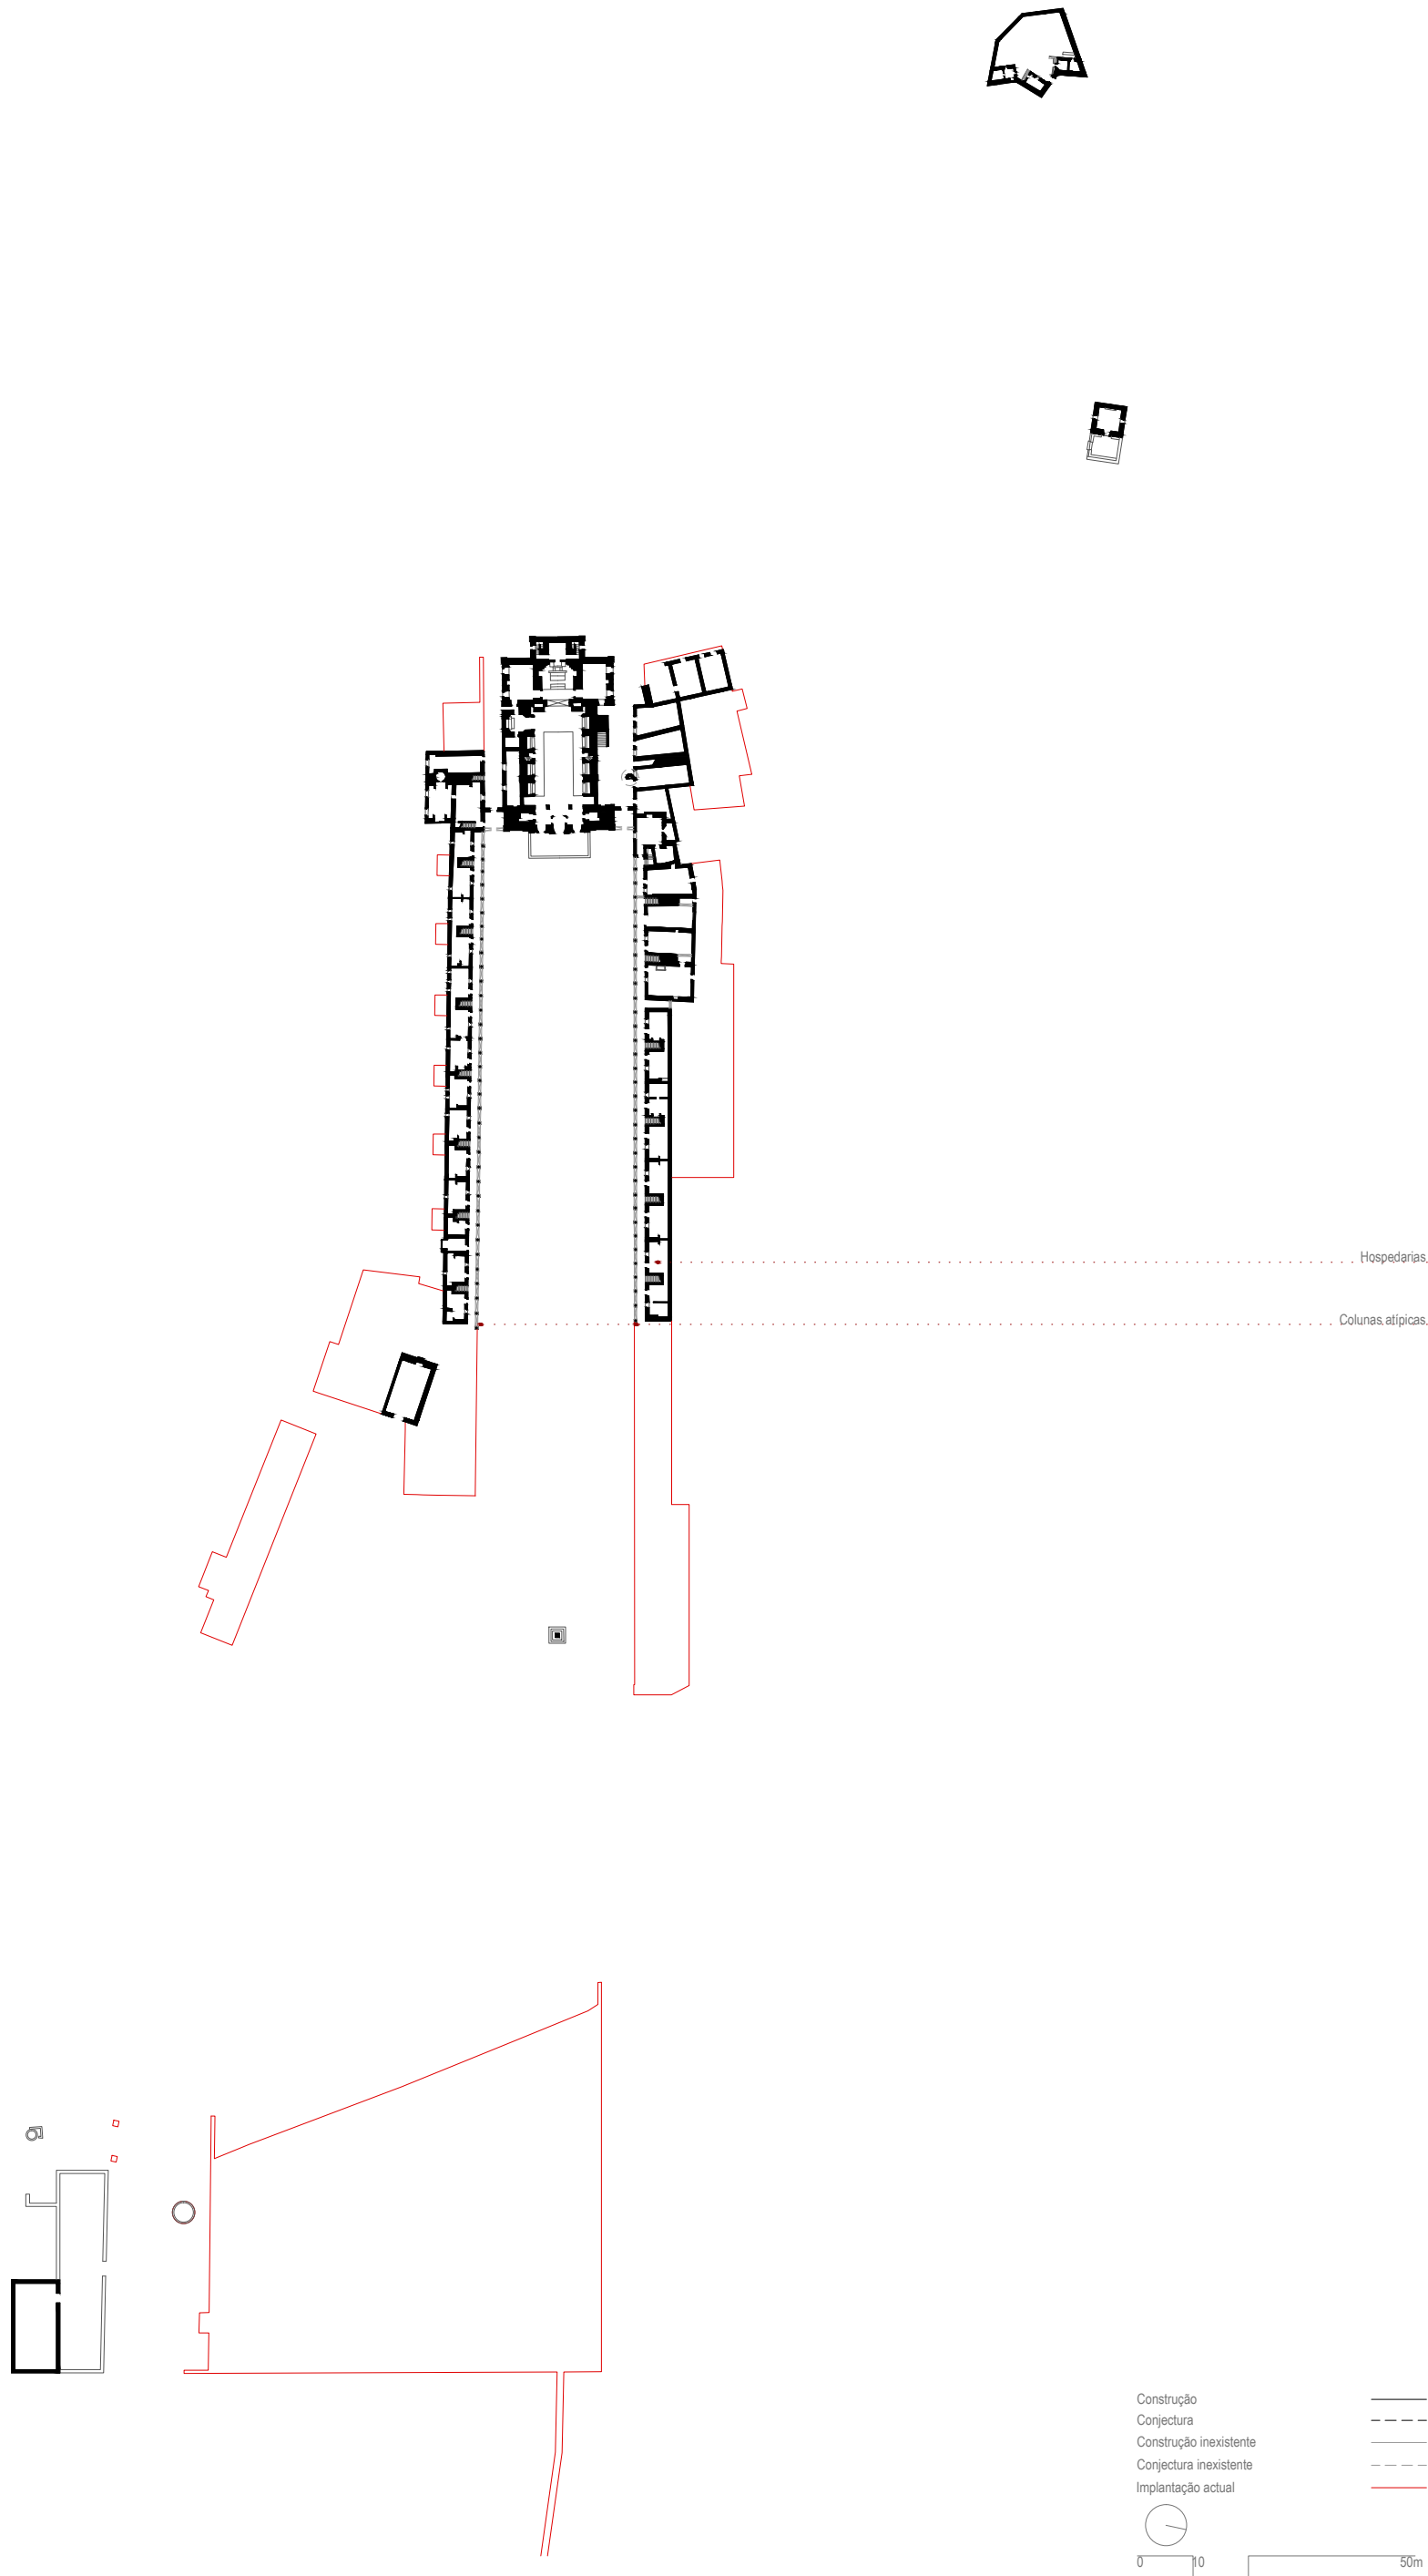 Hospedarias
Colunas atípicas
Construção
Conjectura
Construção inexistente
Conjectura inexistente
Implantação actual
0 10 50m